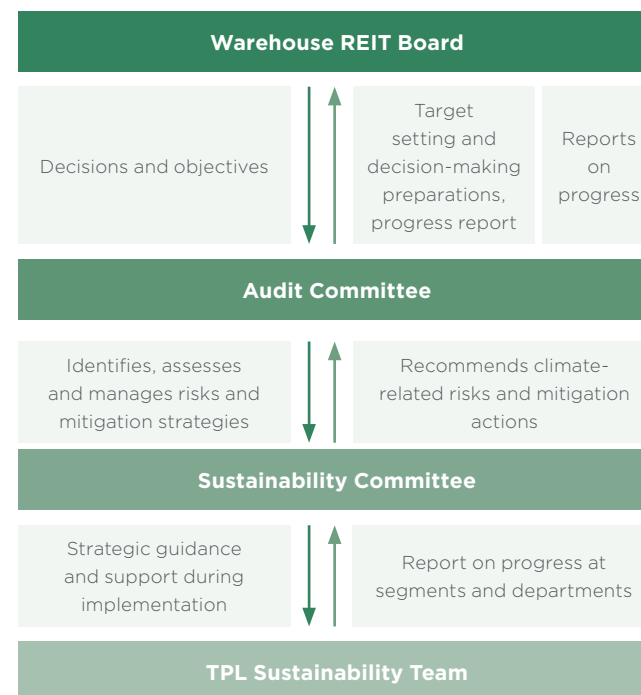 Warehouse REIT Board
Decisions and objectives
Target
setting and
decision-making
preparations,
progress report
Reports
on
progress
Audit Committee
Identifies, assesses
and manages risks and
mitigation strategies
Recommends climate-
related risks and mitigation
actions
Sustainability Committee
Strategic guidance
and support during
implementation
Report on progress at
segments and departments
TPL Sustainability Team